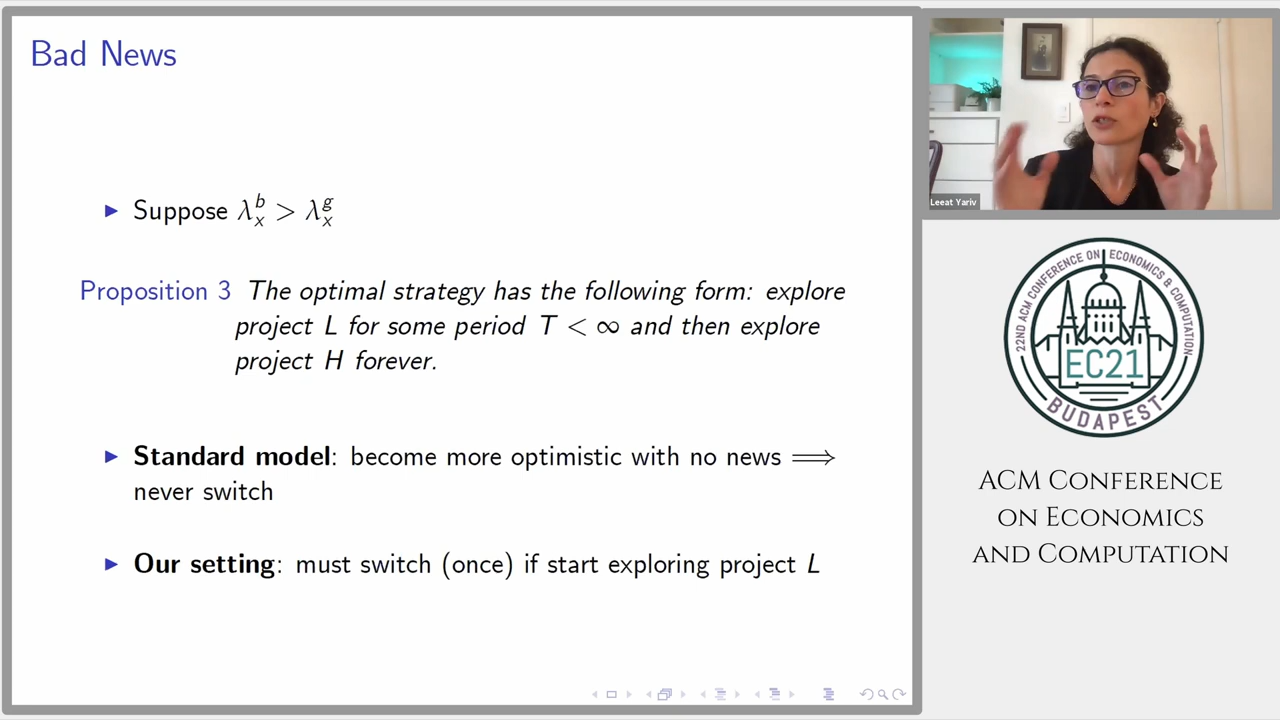 Bad News
▶ Suppose λ_x^b > λ_x^g
Proposition 3 The optimal strategy has the following form: explore
project L for some period T < ∞ and then explore
project H forever.
▶ Standard model: become more optimistic with no news ⟹
never switch
▶ Our setting: must switch (once) if start exploring project L
Leeat Yariv
22ND ACM CONFERENCE ON ECONOMICS & COMPUTATION
EC21
BUDAPEST
ACM Conference
on Economics
and Computation